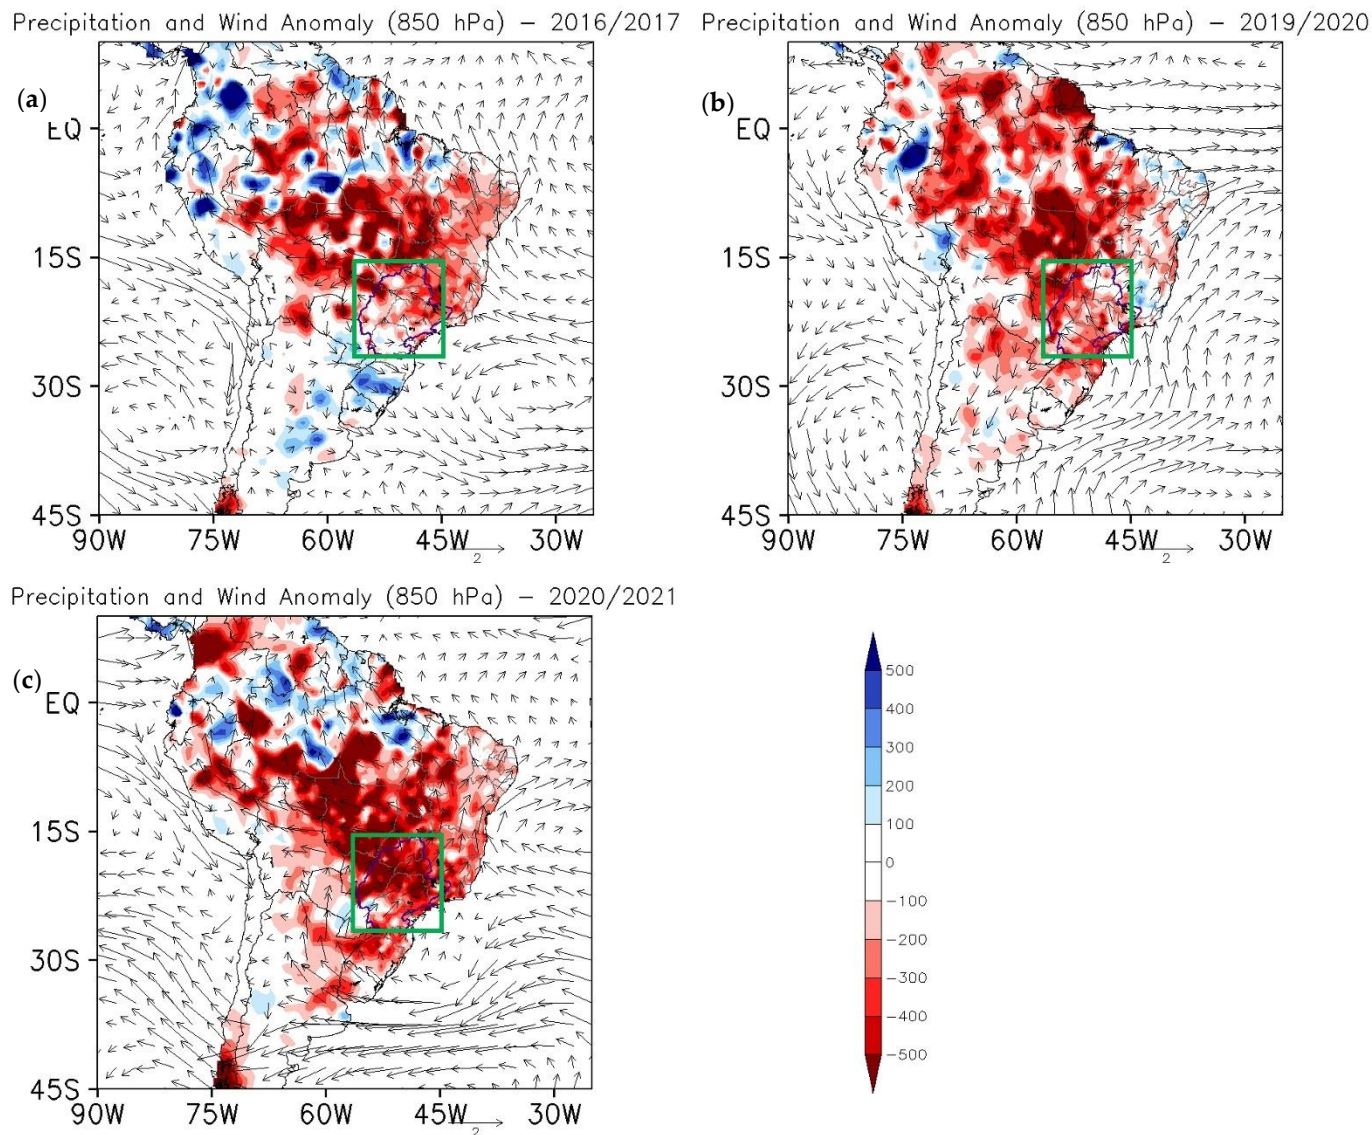 Precipitation and Wind Anomaly (850 hPa) – 2016/2017
Precipitation and Wind Anomaly (850 hPa) – 2019/2020
(a)
EQ
15S
30S
45S
90W 75W 60W 45W 30W
2
(b)
EQ
15S
30S
45S
90W 75W 60W 45W 30W
2
Precipitation and Wind Anomaly (850 hPa) – 2020/2021
(c)
EQ
15S
30S
45S
90W 75W 60W 45W 30W
2
500
400
300
200
100
0
-100
-200
-300
-400
-500